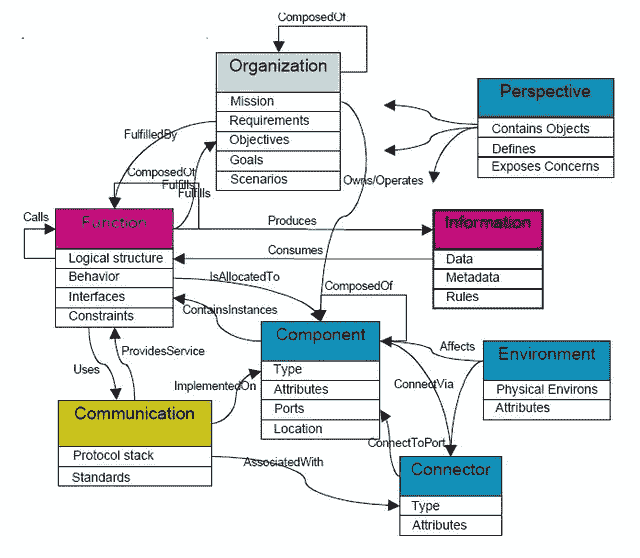 ComposedOf
Organization
Mission
Requirements
Objectives
Goals
Scenarios
Perspective
Contains Objects
Defines
Exposes Concerns
FulfilledBy
ComposedOf
Fulfills
Fulfills
Owns/Operates
Calls
Function
Logical structure
Behavior
Interfaces
Constraints
Produces
Consumes
Information
Data
Metadata
Rules
IsAllocatedTo
ComposedOf
ContainsInstances
Component
Type
Attributes
Ports
Location
Affects
Environment
Physical Environs
Attributes
ProvidesService
Uses
ImplementedOn
ConnectVia
Communication
Protocol stack
Standards
ConnectToPort
AssociatedWith
Connector
Type
Attributes